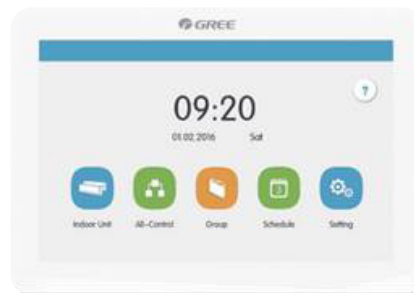 GREE
?
09:20
01.02.2016 Sat
Indoor Unit All-Control Group Schedule Setting